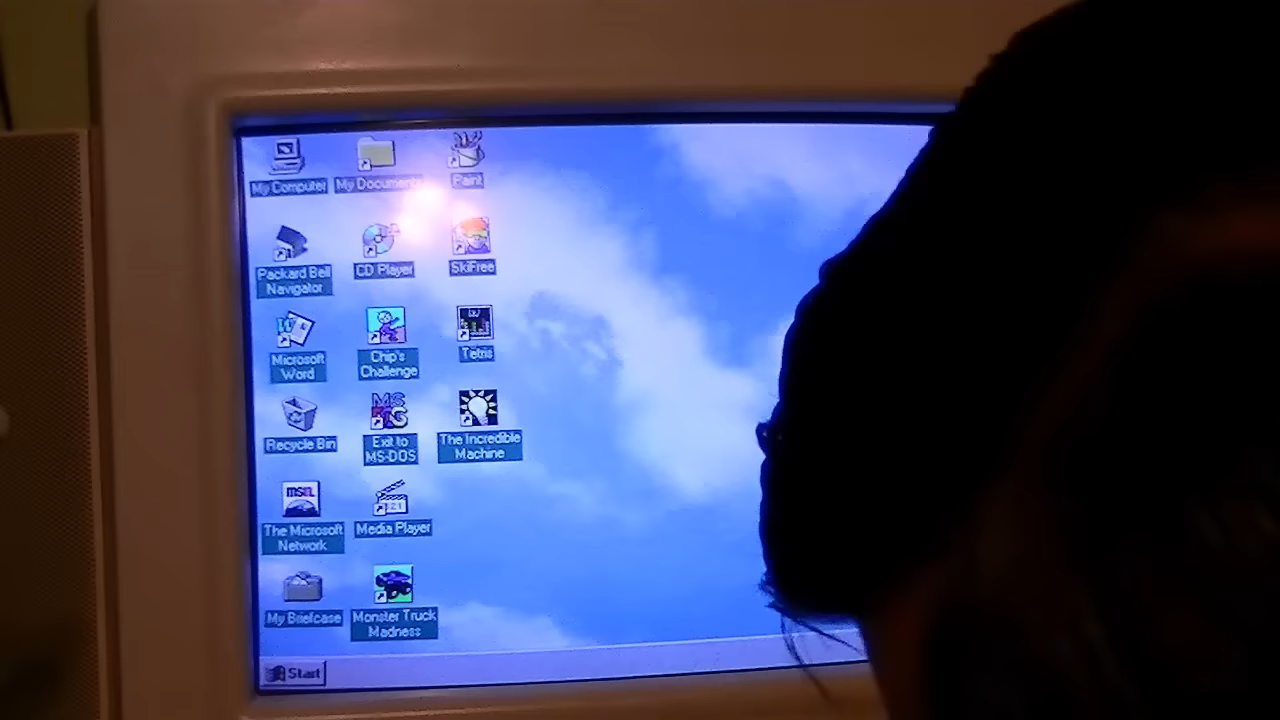 My Computer
My Documents
Paint
Packard Bell
Navigator
CD Player
SkiFree
Microsoft
Word
Chip's
Challenge
Tetris
Recycle Bin
MS
Exit to
MS-DOS
The Incredible
Machine
msn
The Microsoft
Network
Media Player
My Briefcase
Monster Truck
Madness
Start